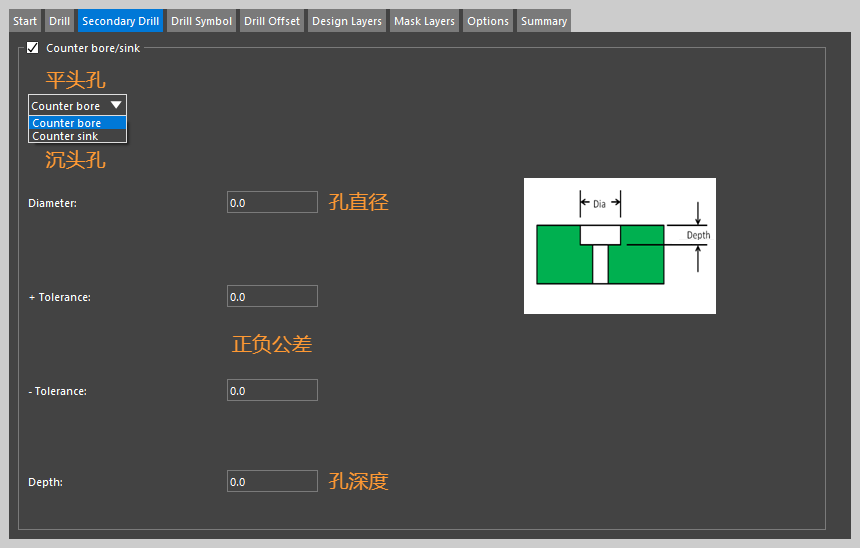 Start Drill Secondary Drill Drill Symbol Drill Offset Design Layers Mask Layers Options Summary
Counter bore/sink
平头孔
Counter bore
Counter bore
Counter sink
沉头孔
Diameter: 0.0 孔直径
Dia
Depth
+ Tolerance: 0.0
正负公差
- Tolerance: 0.0
Depth: 0.0 孔深度